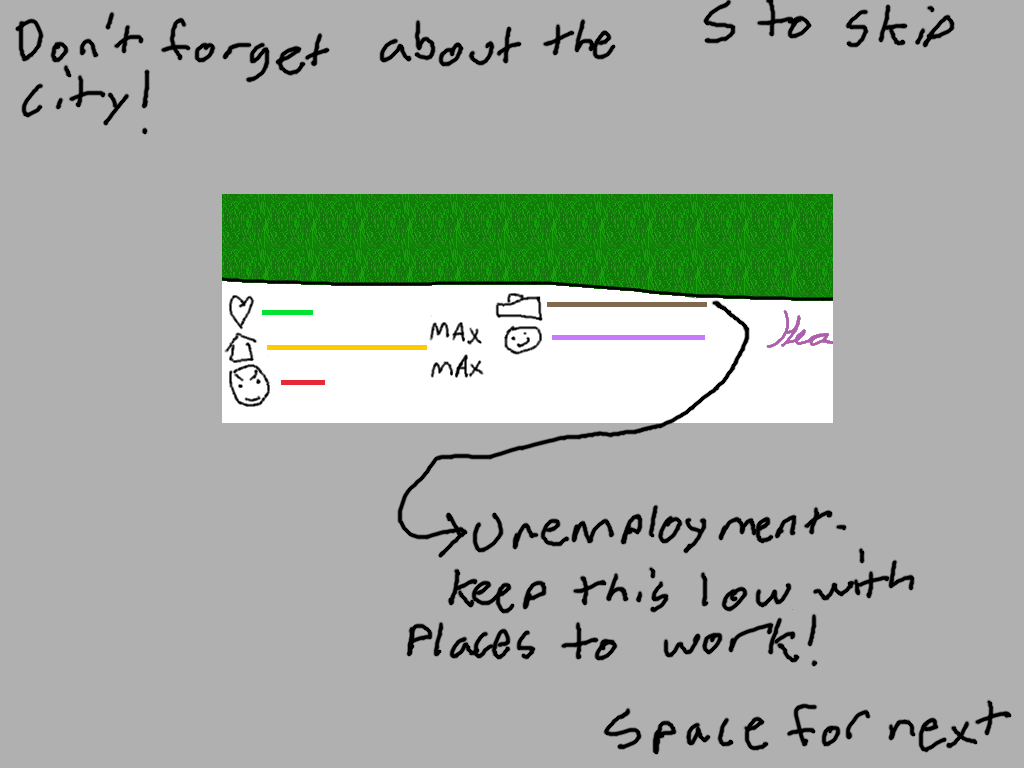 Don't forget about the S to skip
city!
MAX
MAX
Hea
Unemployment.
keep this low with
Places to work!
Space for next